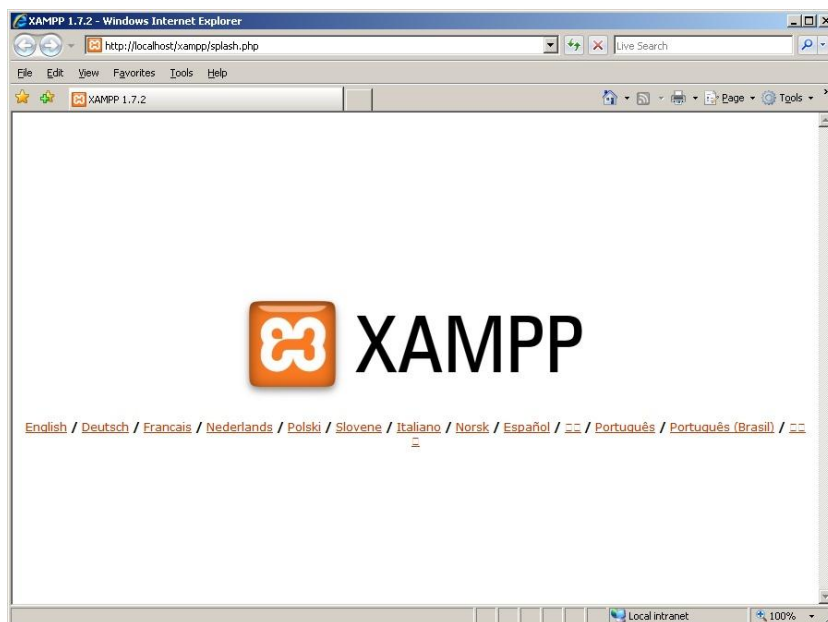 XAMPP 1.7.2 - Windows Internet Explorer
http://localhost/xampp/splash.php
Live Search
File Edit View Favorites Tools Help
XAMPP 1.7.2
Page Tools
XAMPP
English / Deutsch / Francais / Nederlands / Polski / Slovene / Italiano / Norsk / Español / □□ / Português / Português (Brasil) / □□
□
Local intranet
100%